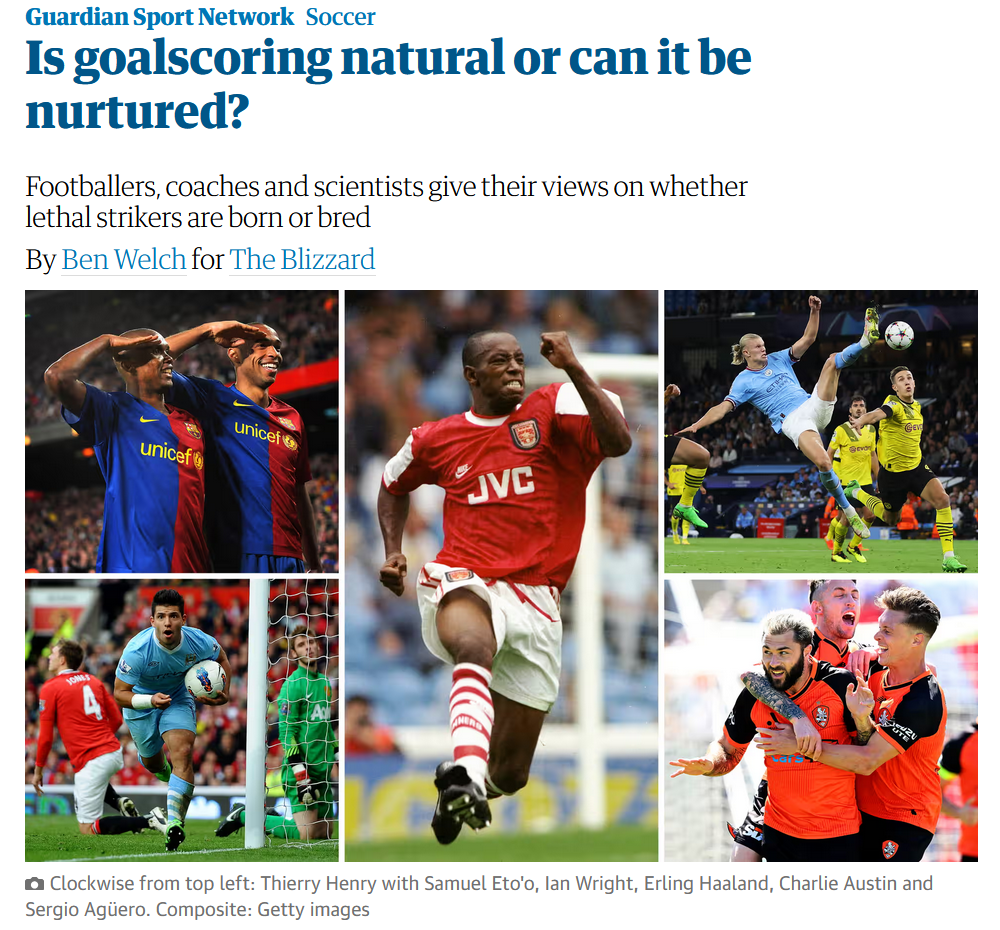 Guardian Sport Network Soccer
Is goalscoring natural or can it be
nurtured?
Footballers, coaches and scientists give their views on whether
lethal strikers are born or bred
By Ben Welch for The Blizzard
unicef
unicef
JVC
JONES
4
Clockwise from top left: Thierry Henry with Samuel Eto'o, Ian Wright, Erling Haaland, Charlie Austin and
Sergio Agüero. Composite: Getty images